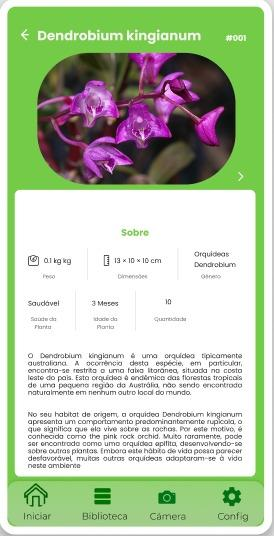 Dendrobium kingianum
#001
Sobre
0.1 kg kg
13 × 10 × 10 cm
Orquídeas
Dendrobium
Peso
Dimensões
Gênero
Saudável
3 Meses
10
Saúde da
Planta
Idade da
Planta
Quantidade
O Dendrobium kingianum é uma orquídea tipicamente
australiana. A ocorrência desta espécie, em particular,
encontra-se restrita a uma faixa litorânea, situada na costa
leste do país. Esta orquídea é endêmica das florestas tropicais
de uma pequena região da Austrália, não sendo encontrada
naturalmente em nenhum outro local do mundo.
No seu habitat de origem, a orquídea Dendrobium kingianum
apresenta um comportamento predominantemente rupícola, o
que significa que ela vive sobre as rochas. Por este motivo, é
conhecida como the pink rock orchid. Muito raramente, pode
ser encontrada como uma orquídea epífita, desenvolvendo-se
sobre outras plantas. Embora este hábito de vida possa parecer
desfavorável, muitas outras orquídeas adaptaram-se à vida
neste ambiente
Iniciar
Biblioteca
Câmera
Config